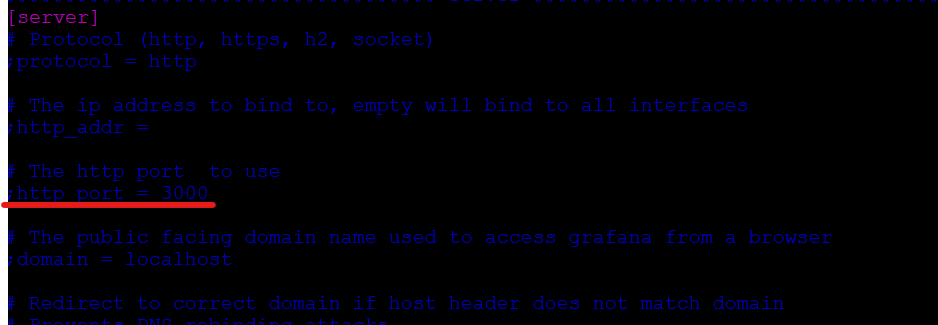 [server]
# Protocol (http, https, h2, socket)
;protocol = http
# The ip address to bind to, empty will bind to all interfaces
;http_addr =
# The http port  to use
;http_port = 3000
# The public facing domain name used to access grafana from a browser
;domain = localhost
# Redirect to correct domain if host header does not match domain
# Prevents DNS rebinding attacks